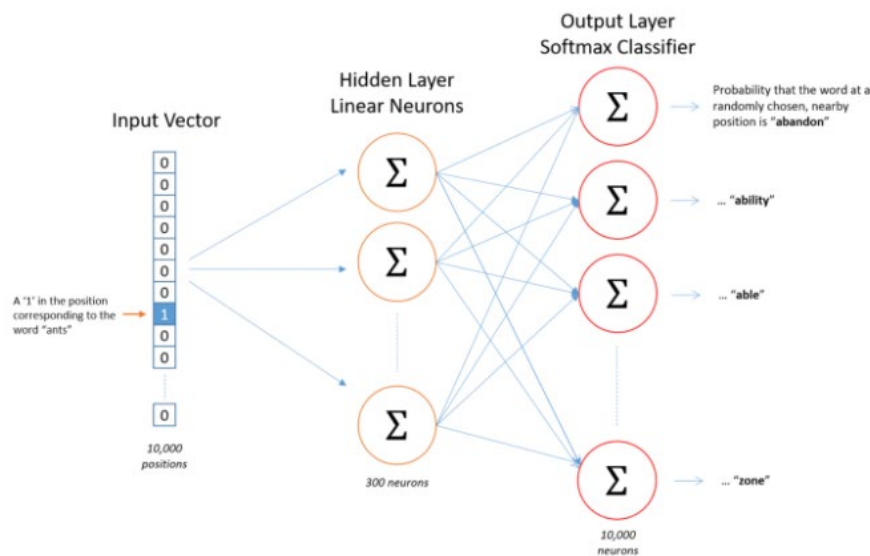 Output Layer
Softmax Classifier
Hidden Layer
Linear Neurons
Input Vector
0
0
0
0
0
0
0
1
0
0
0
A ‘1’ in the position
corresponding to the
word “ants”
10,000
positions
Σ
Σ
Σ
300 neurons
Σ
Σ
Σ
Σ
10,000
neurons
Probability that the word at a
randomly chosen, nearby
position is “abandon”
... “ability”
... “able”
... “zone”